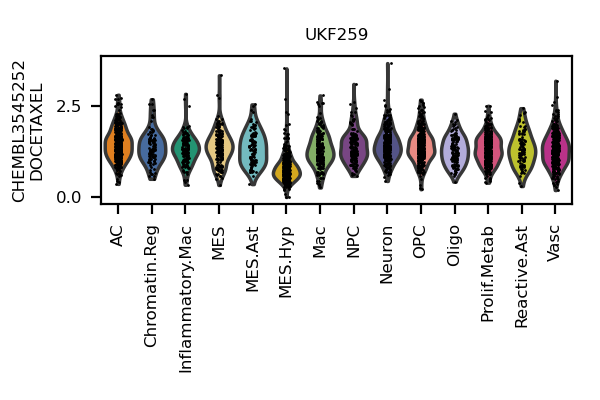 UKF259
CHEMBL3545252
DOCETAXEL
2.5
0.0
AC
Chromatin.Reg
Inflammatory.Mac
MES
MES.Ast
MES.Hyp
Mac
NPC
Neuron
OPC
Oligo
Prolif.Metab
Reactive.Ast
Vasc